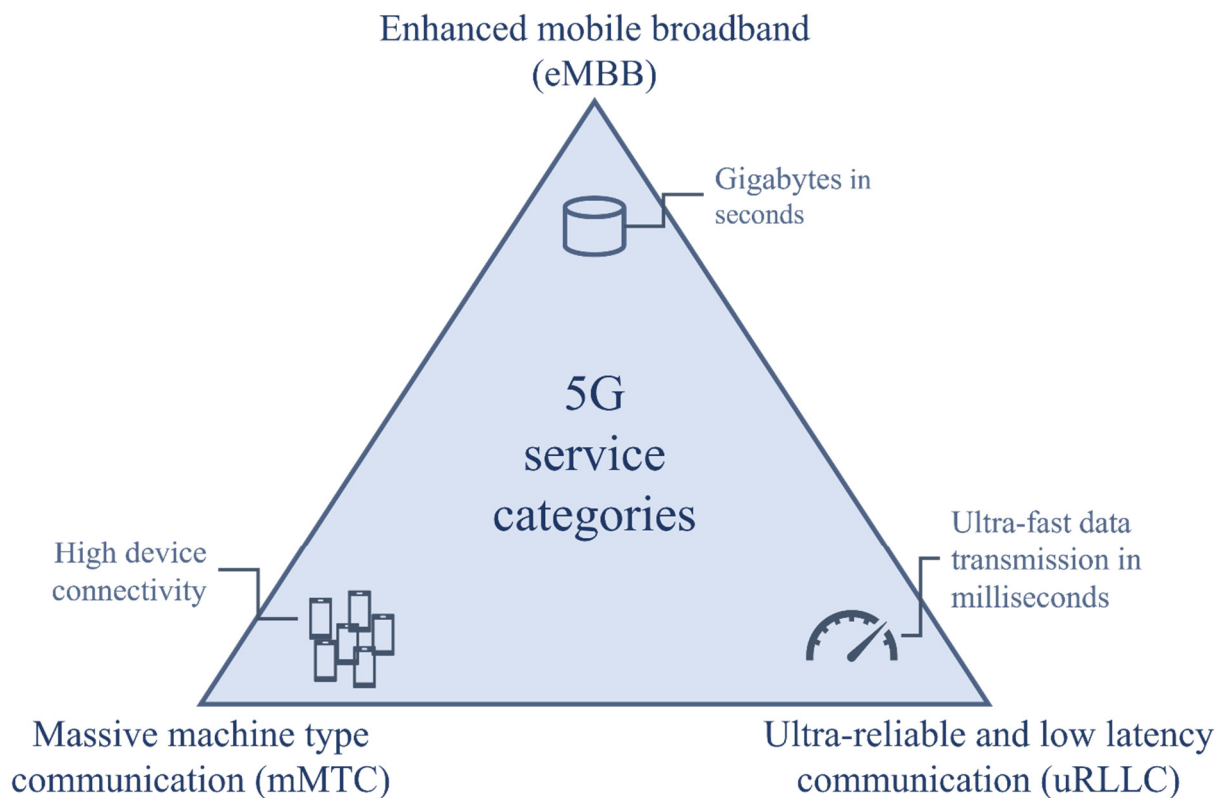 Enhanced mobile broadband
(eMBB)
Gigabytes in
seconds
5G
service
categories
High device
connectivity
Ultra-fast data
transmission in
milliseconds
Massive machine type
communication (mMTC)
Ultra-reliable and low latency
communication (uRLLC)